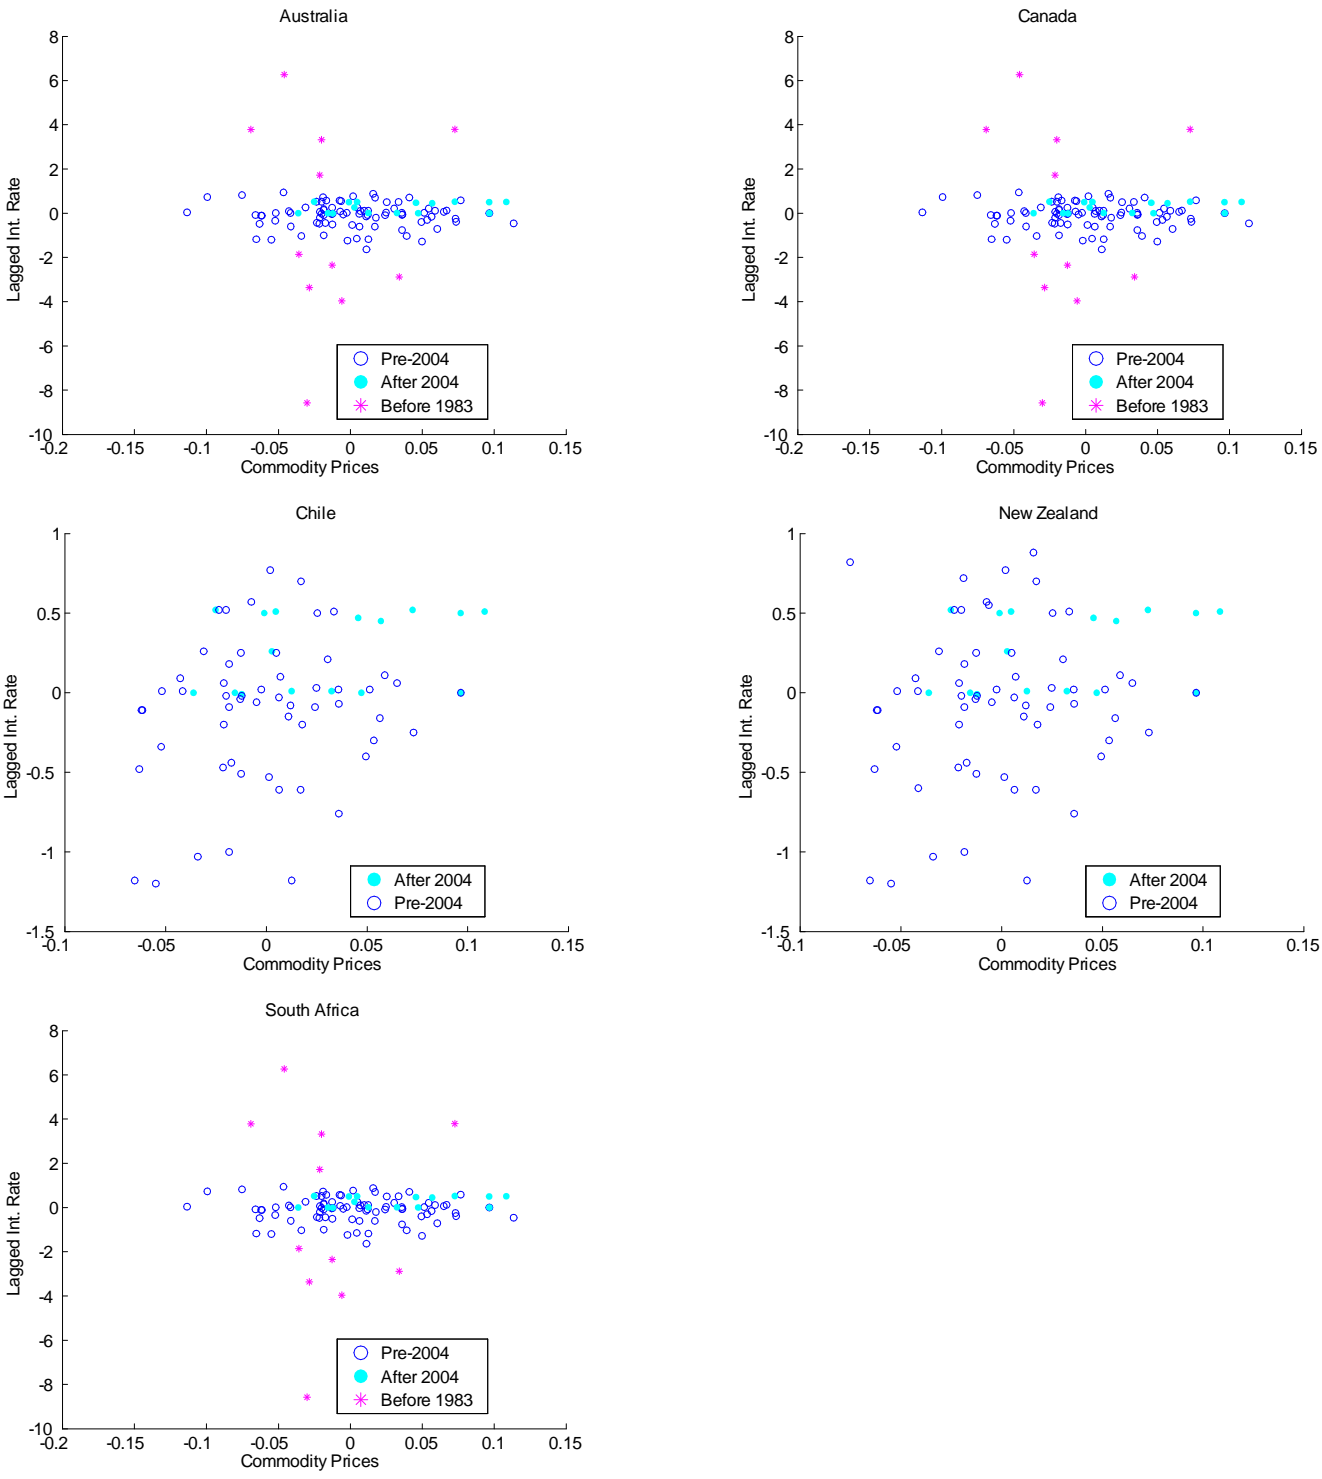 Australia
8
6
4
2
0
-2
-4
-6
-8
-10
Lagged Int. Rate
Pre-2004
After 2004
Before 1983
-0.2 -0.15 -0.1 -0.05 0 0.05 0.1 0.15
Commodity Prices
Canada
8
6
4
2
0
-2
-4
-6
-8
-10
Lagged Int. Rate
Pre-2004
After 2004
Before 1983
-0.2 -0.15 -0.1 -0.05 0 0.05 0.1 0.15
Commodity Prices
Chile
1
0.5
0
-0.5
-1
-1.5
Lagged Int. Rate
After 2004
Pre-2004
-0.1 -0.05 0 0.05 0.1 0.15
Commodity Prices
New Zealand
1
0.5
0
-0.5
-1
-1.5
Lagged Int. Rate
After 2004
Pre-2004
-0.1 -0.05 0 0.05 0.1 0.15
Commodity Prices
South Africa
8
6
4
2
0
-2
-4
-6
-8
-10
Lagged Int. Rate
Pre-2004
After 2004
Before 1983
-0.2 -0.15 -0.1 -0.05 0 0.05 0.1 0.15
Commodity Prices